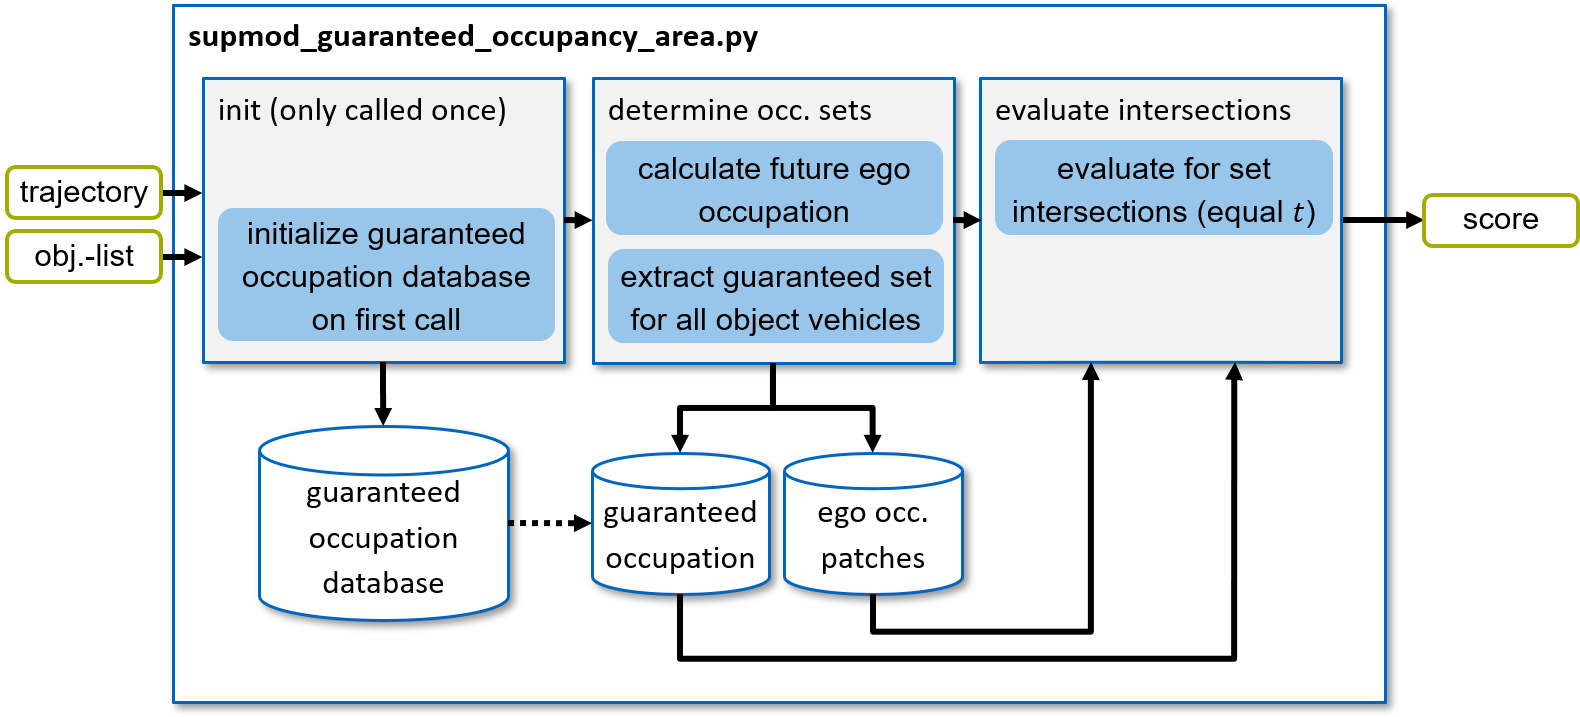 supmod_guaranteed_occupancy_area.py
trajectory
obj.-list
init (only called once)
initialize guaranteed
occupation database
on first call
determine occ. sets
calculate future ego
occupation
extract guaranteed set
for all object vehicles
evaluate intersections
evaluate for set
intersections (equal t)
score
guaranteed
occupation
database
guaranteed
occupation
ego occ.
patches